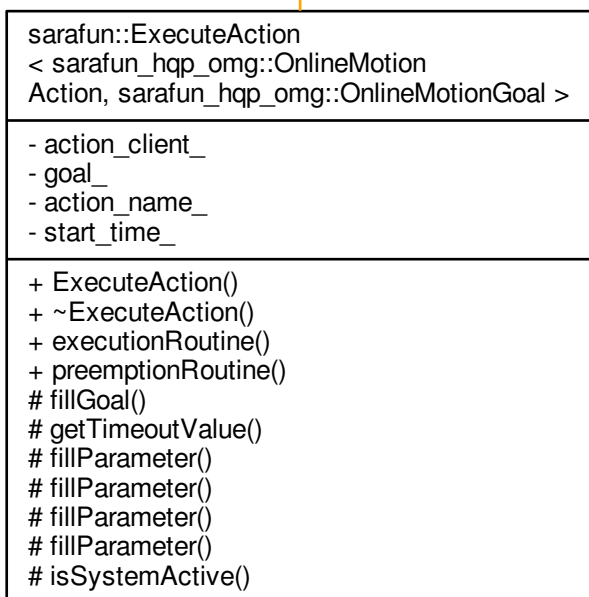 sarafun::ExecuteAction
< sarafun_hqp_omg::OnlineMotion
Action, sarafun_hqp_omg::OnlineMotionGoal >
- action_client_
- goal_
- action_name_
- start_time_
+ ExecuteAction()
+ ~ExecuteAction()
+ executionRoutine()
+ preemptionRoutine()
# fillGoal()
# getTimeoutValue()
# fillParameter()
# fillParameter()
# fillParameter()
# fillParameter()
# isSystemActive()